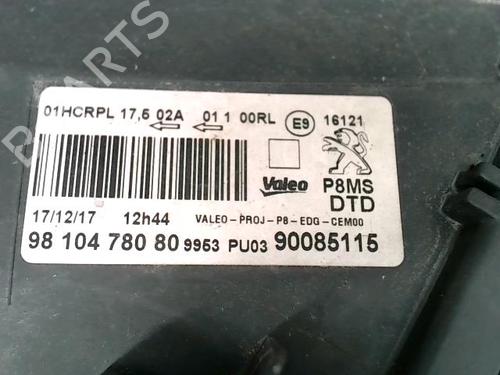 01HCRPL 17,5 02A 01 1 00RL E9 16121
Valeo P8MS
DTD
17/12/17 12h44 VALEO-PROJ-P8-EDG-CEM00
98 104 780 80 9953 PU03 90085115
B-PARTS